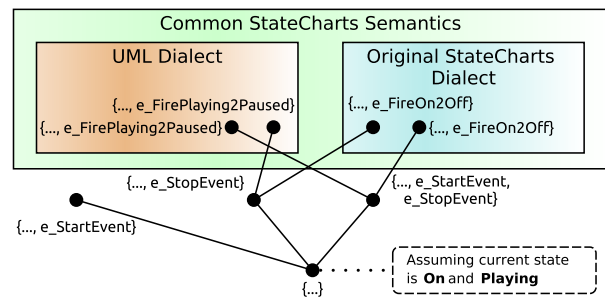 Common StateCharts Semantics
UML Dialect
Original StateCharts
Dialect
{..., e_FirePlaying2Paused}
{..., e_FireOn2Off}
{..., e_FirePlaying2Paused}
{..., e_FireOn2Off}
{..., e_StopEvent}
{..., e_StartEvent,
e_StopEvent}
{..., e_StartEvent}
Assuming current state
is On and Playing
{...}